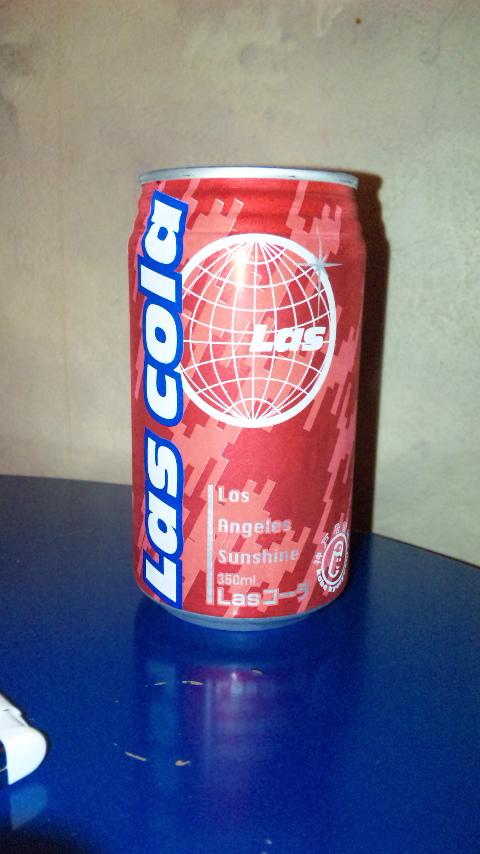 Las cola
Las
Los
Angeles
Sunshine
350ml
Lasコーラ